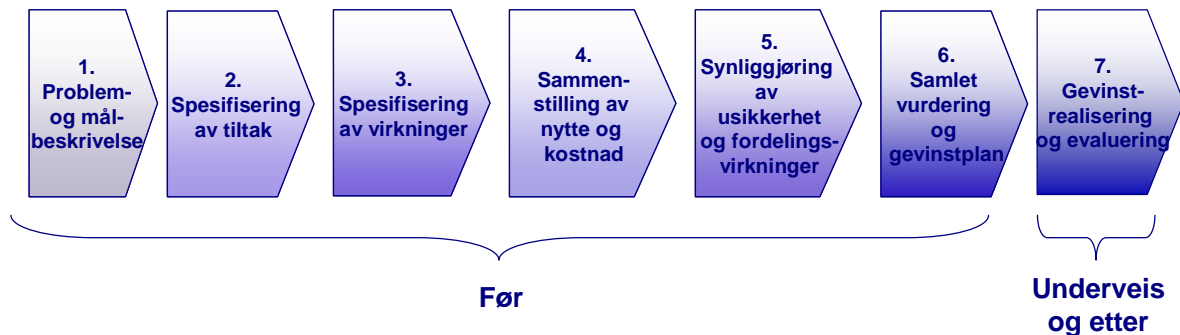 1.
Problem-
og mål-
beskrivelse
2.
Spesifisering
av tiltak
3.
Spesifisering
av virkninger
4.
Sammen-
stilling av
nytte og
kostnad
5.
Synliggjøring
av
usikkerhet
og fordelings-
virkninger
6.
Samlet
vurdering
og
gevinstplan
7.
Gevinst-
realisering
og evaluering
Før
Underveis
og etter